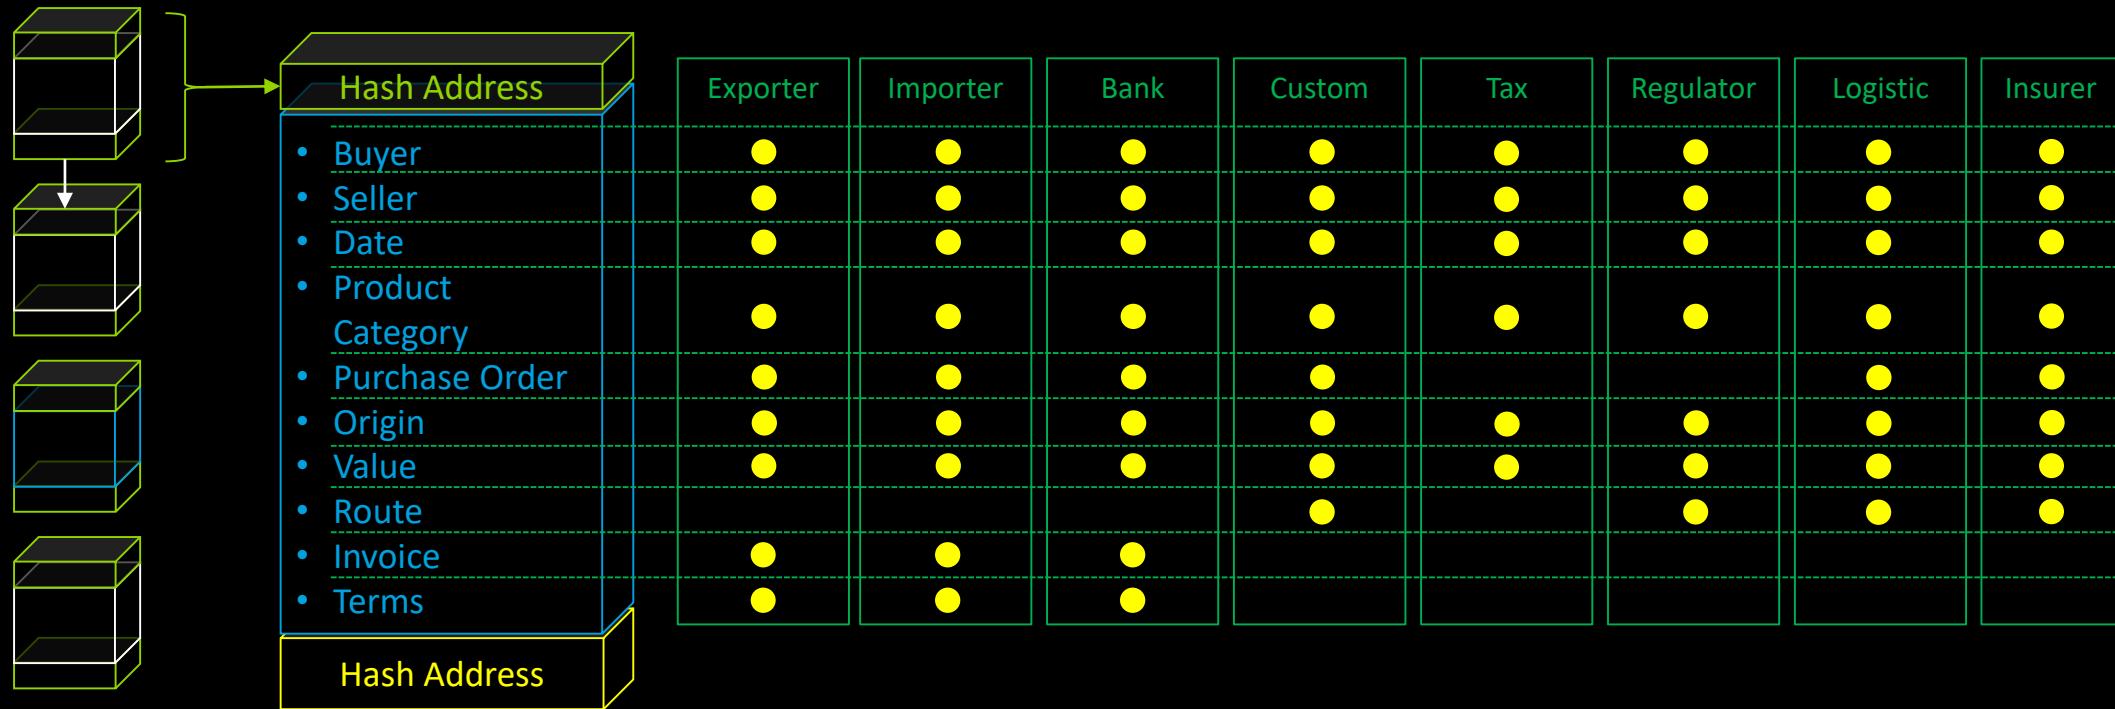 Hash Address
Exporter
Importer
Bank
Custom
Tax
Regulator
Logistic
Insurer
• Buyer
• Seller
• Date
• Product
Category
• Purchase Order
• Origin
• Value
• Route
• Invoice
• Terms
Hash Address